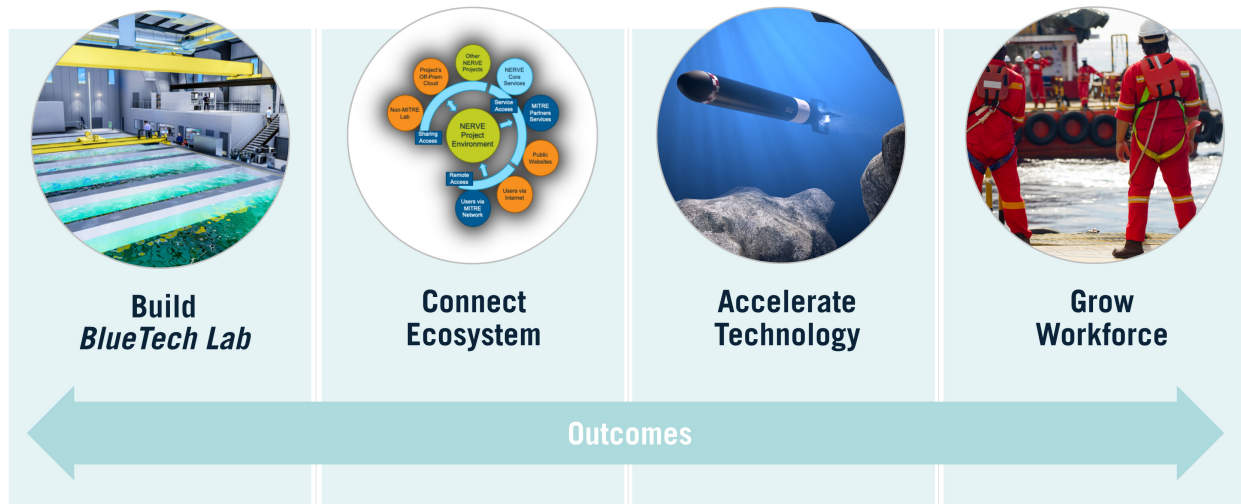 Other
NERVE
Projects
Project's
Off-Prem
Cloud
NERVE
Core
Services
Non-MITRE
Lab
Service
Access
MITRE
Partners
Services
Sharing
Access
NERVE
Project
Environment
Public
Websites
Remote
Access
Users via
Internet
Users via
MITRE
Network
Build
BlueTech Lab
Connect
Ecosystem
Accelerate
Technology
Grow
Workforce
Outcomes